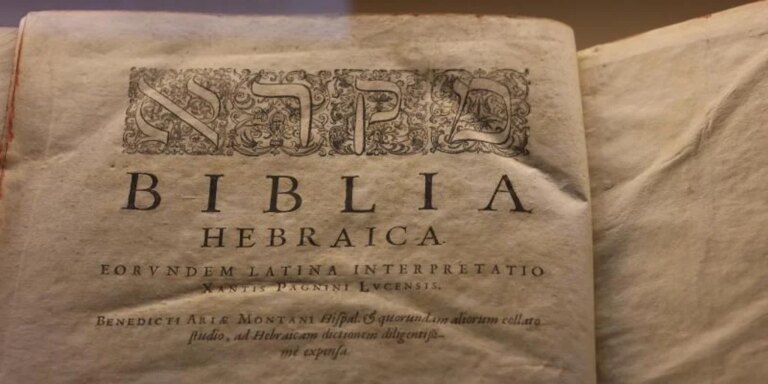 מקרא
BIBLIA
HEBRAICA.
EORVNDEM LATINA INTERPRETATIO
XANTIS PAGNINI LVCENSIS.
BENEDICTI ARIÆ MONTANI Hiſpal. & quorundam aliorum collato
ſtudio, ad Hebraicam dictionem diligentiſſi-
mè expenſa.